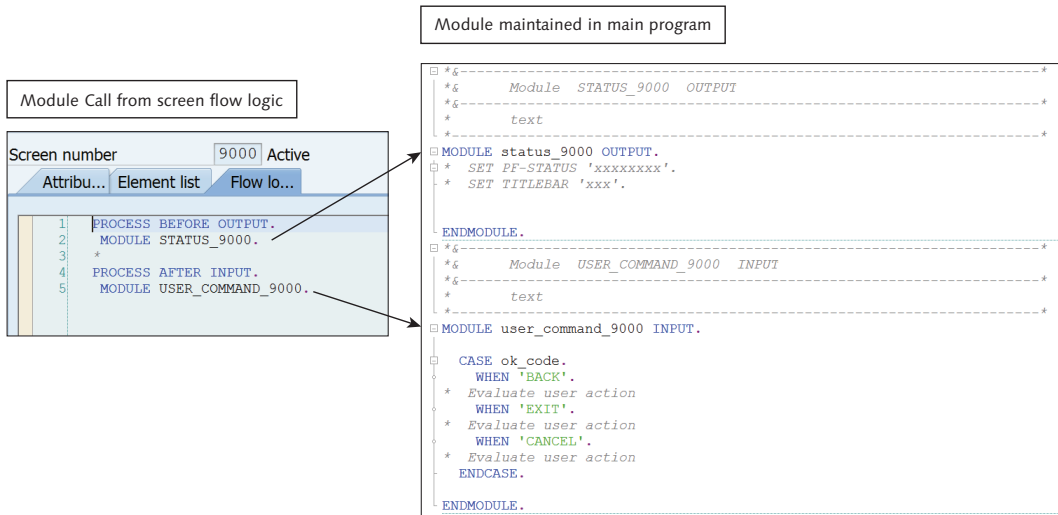 Module maintained in main program
Module Call from screen flow logic
Screen number 9000 Active
Attribu... Element list Flow lo...
1 PROCESS BEFORE OUTPUT.
2 MODULE STATUS_9000.
3 *
4 PROCESS AFTER INPUT.
5 MODULE USER_COMMAND_9000.
*&---------------------------------------------------------------------*
*& Module STATUS_9000 OUTPUT
*&---------------------------------------------------------------------*
* text
*----------------------------------------------------------------------*
MODULE status_9000 OUTPUT.
* SET PF-STATUS 'xxxxxxxx'.
* SET TITLEBAR 'xxx'.
ENDMODULE.
*&---------------------------------------------------------------------*
*& Module USER_COMMAND_9000 INPUT
*&---------------------------------------------------------------------*
* text
*----------------------------------------------------------------------*
MODULE user_command_9000 INPUT.
CASE ok_code.
WHEN 'BACK'.
* Evaluate user action
WHEN 'EXIT'.
* Evaluate user action
WHEN 'CANCEL'.
* Evaluate user action
ENDCASE.
ENDMODULE.